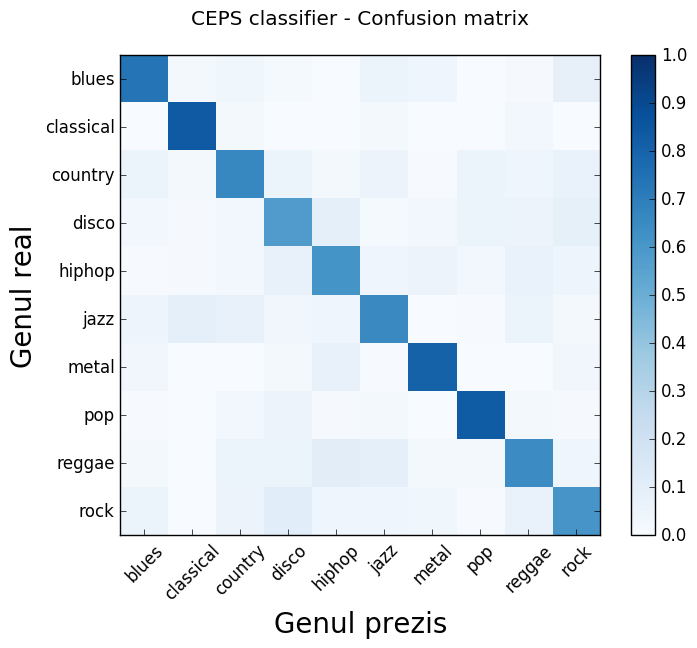 CEPS classifier - Confusion matrix
Genul real
blues
classical
country
disco
hiphop
jazz
metal
pop
reggae
rock
blues
classical
country
disco
hiphop
jazz
metal
pop
reggae
rock
Genul prezis
1.0
0.9
0.8
0.7
0.6
0.5
0.4
0.3
0.2
0.1
0.0